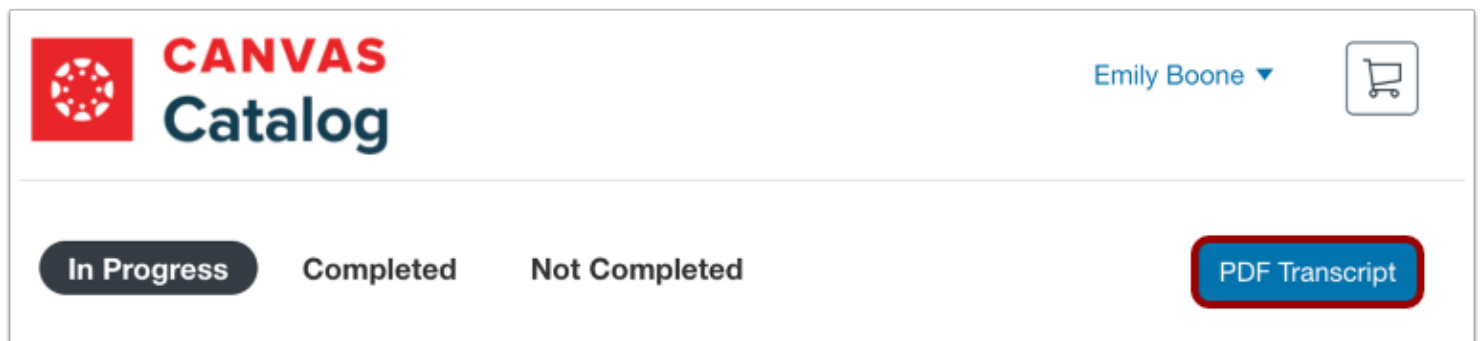 CANVAS
Catalog
Emily Boone
In Progress Completed Not Completed PDF Transcript